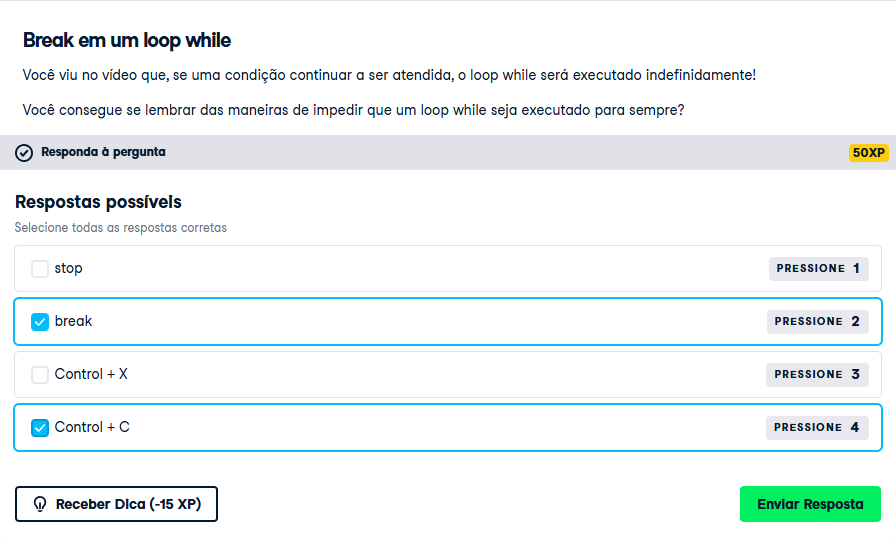 Break em um loop while
Você viu no vídeo que, se uma condição continuar a ser atendida, o loop while será executado indefinidamente!
Você consegue se lembrar das maneiras de impedir que um loop while seja executado para sempre?
Responda à pergunta 50XP
Respostas possíveis
Selecione todas as respostas corretas
stop PRESSIONE 1
break PRESSIONE 2
Control + X PRESSIONE 3
Control + C PRESSIONE 4
Receber Dica (-15 XP) Enviar Resposta